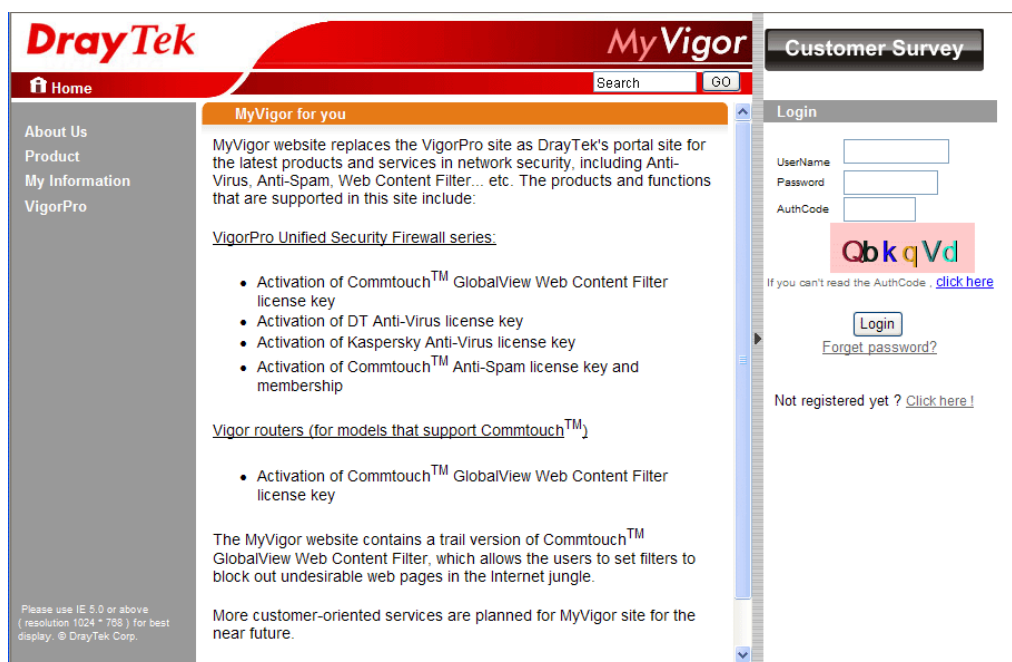 DrayTek
MyVigor
Customer Survey
Home
Search
GO
About Us
Product
My Information
VigorPro
MyVigor for you
MyVigor website replaces the VigorPro site as DrayTek's portal site for
the latest products and services in network security, including Anti-
Virus, Anti-Spam, Web Content Filter... etc. The products and functions
that are supported in this site include:
VigorPro Unified Security Firewall series:
• Activation of Commtouch™ GlobalView Web Content Filter
license key
• Activation of DT Anti-Virus license key
• Activation of Kaspersky Anti-Virus license key
• Activation of Commtouch™ Anti-Spam license key and
membership
Vigor routers (for models that support Commtouch™)
• Activation of Commtouch™ GlobalView Web Content Filter
license key
The MyVigor website contains a trail version of Commtouch™
GlobalView Web Content Filter, which allows the users to set filters to
block out undesirable web pages in the Internet jungle.
More customer-oriented services are planned for MyVigor site for the
near future.
Login
UserName
Password
AuthCode
QbkqVd
If you can't read the AuthCode , click here
Login
Forget password?
Not registered yet ? Click here !
Please use IE 5.0 or above
( resolution 1024 * 768 ) for best
display. © DrayTek Corp.